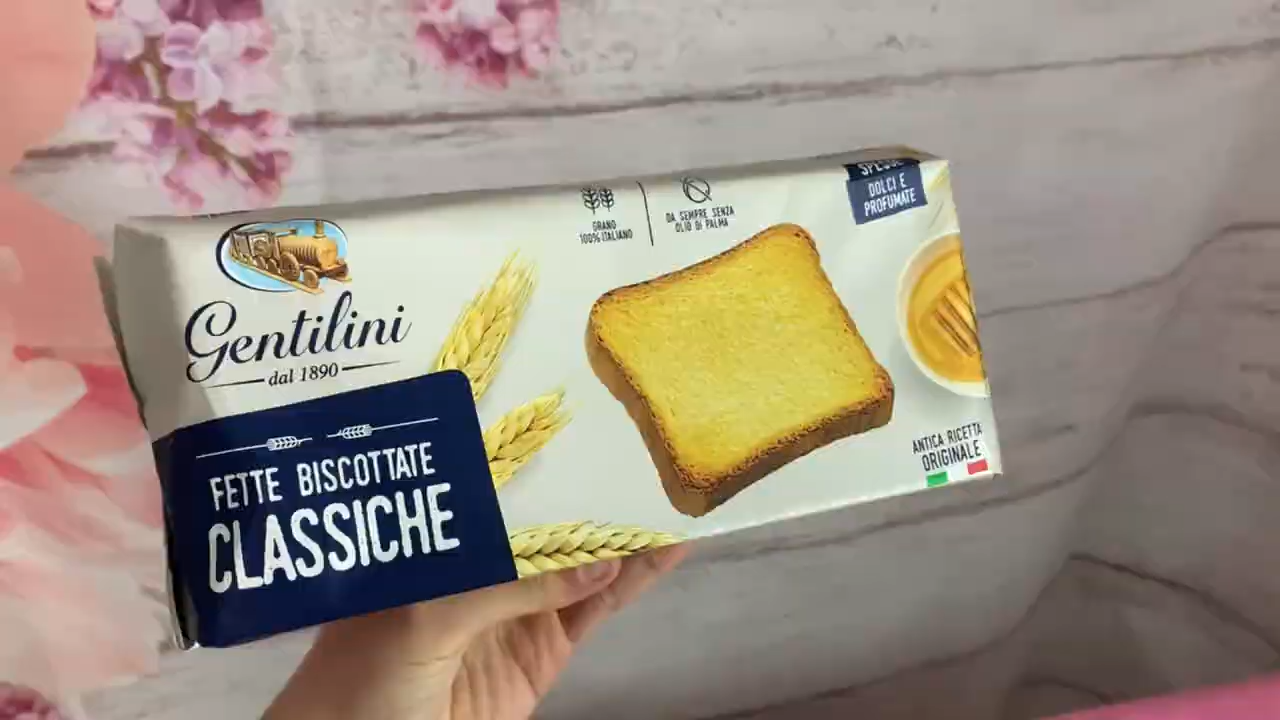 Gentilini
dal 1890
FETTE BISCOTTATE
CLASSICHE
GRANO
100% ITALIANO
DA SEMPRE SENZA
OLIO DI PALMA
DOLCI E
PROFUMATE
ANTICA RICETTA
ORIGINALE